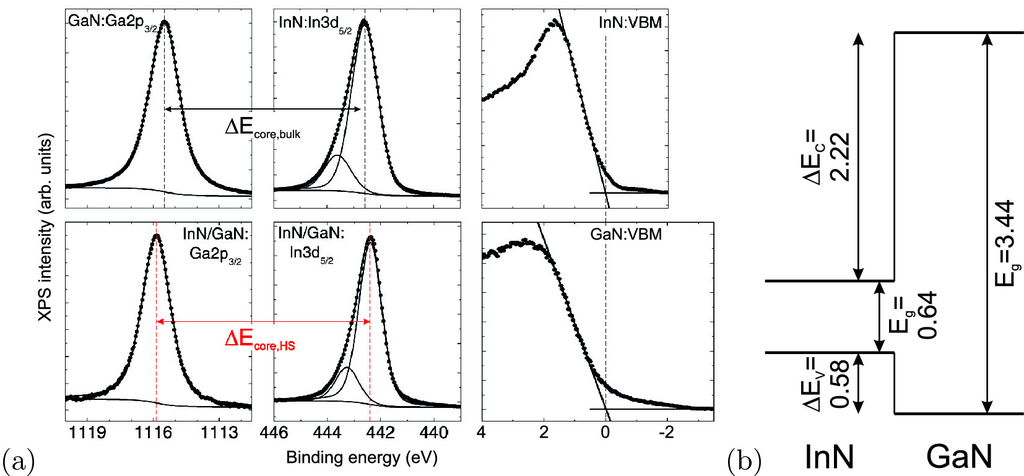 GaN:Ga2p3/2
InN:In3d5/2
InN:VBM
ΔEcore,bulk
XPS intensity (arb. units)
InN/GaN:
Ga2p3/2
InN/GaN:
In3d5/2
GaN:VBM
ΔEcore,HS
1119 1116 1113
446 444 442 440
4 2 0 -2
Binding energy (eV)
(a)
ΔEC=
2.22
Eg=3.44
Eg=
0.64
ΔEV=
0.58
(b) InN GaN